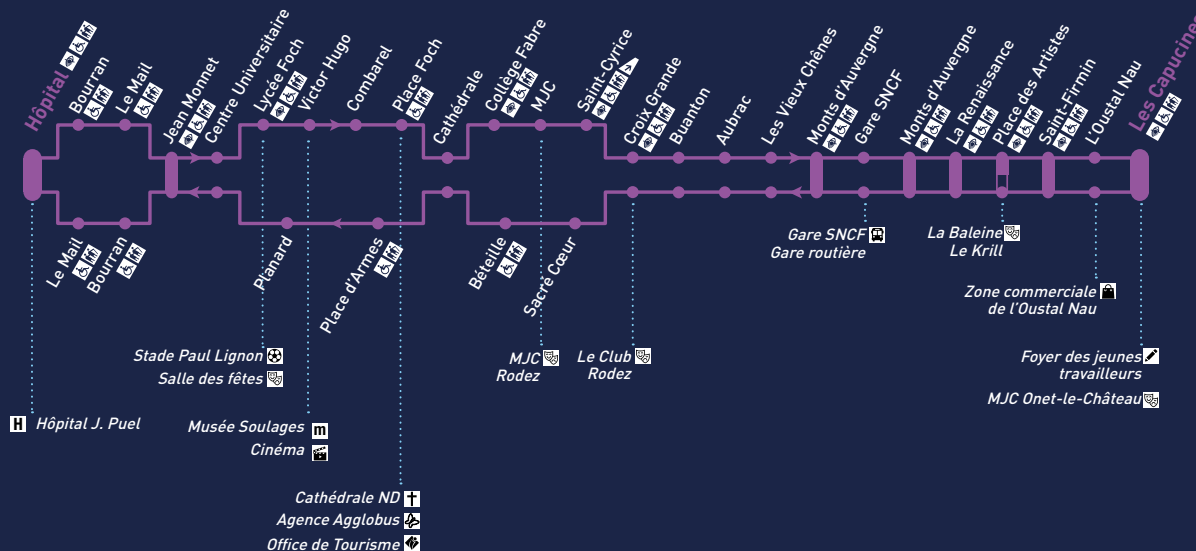 Hôpital
Bourran
Le Mail
Jean Monnet
Centre Universitaire
Lycée Foch
Victor Hugo
Combarel
Place Foch
Cathédrale
Collège Fabre
MJC
Saint-Cyrice
Croix Grande
Buanton
Aubrac
Les Vieux Chênes
Monts d'Auvergne
Gare SNCF
Monts d'Auvergne
La Renaissance
Place des Artistes
Saint-Firmin
L'Oustal Nau
Les Capucines
Le Mail
Bourran
Planard
Place d'Armes
Béteille
Sacré Cœur
Gare SNCF
Gare routière
La Baleine
Le Krill
Zone commerciale
de l'Oustal Nau
Stade Paul Lignon
Salle des fêtes
MJC
Rodez
Le Club
Rodez
Foyer des jeunes
travailleurs
MJC Onet-le-Château
H Hôpital J. Puel
Musée Soulages m
Cinéma
Cathédrale ND
Agence Agglobus
Office de Tourisme